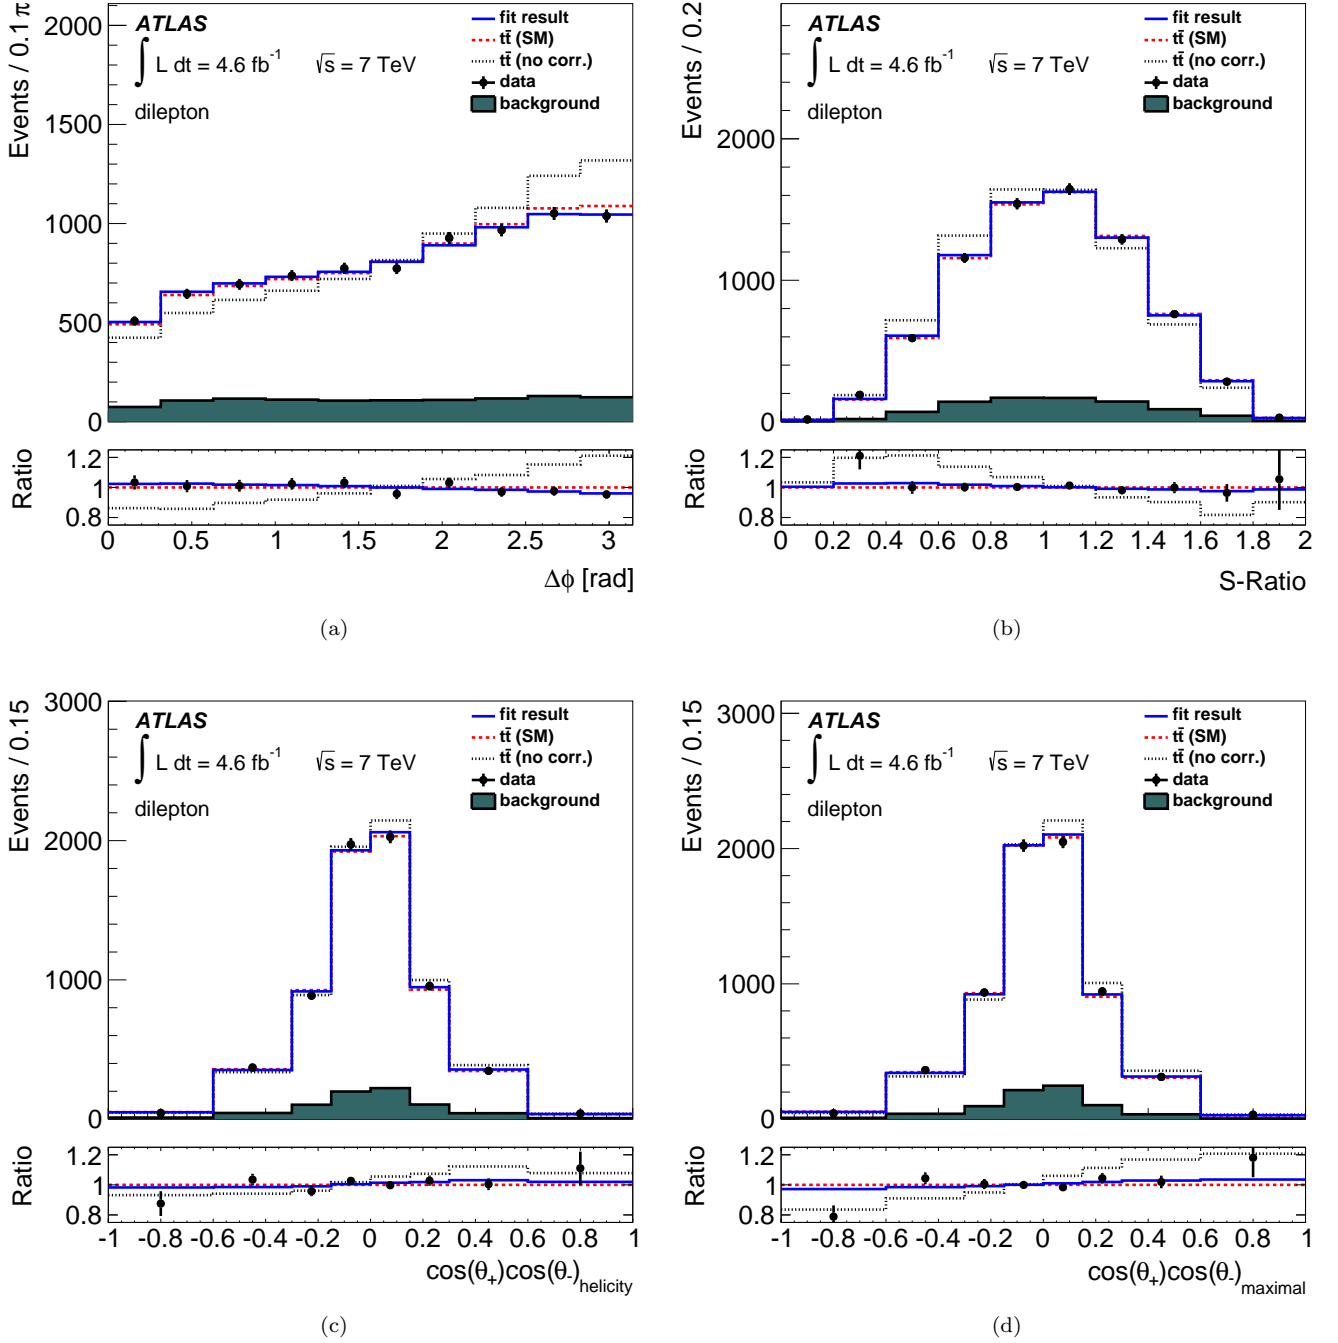 Events / 0.1 π
2000
1500
1000
500
0
ATLAS
∫ L dt = 4.6 fb⁻¹ √s = 7 TeV
dilepton
fit result
tt̄ (SM)
tt̄ (no corr.)
data
background
Ratio
1.2
1
0.8
0 0.5 1 1.5 2 2.5 3
Δϕ [rad]
(a)
Events / 0.2
2000
1000
0
ATLAS
∫ L dt = 4.6 fb⁻¹ √s = 7 TeV
dilepton
fit result
tt̄ (SM)
tt̄ (no corr.)
data
background
Ratio
1.2
1
0.8
0 0.2 0.4 0.6 0.8 1 1.2 1.4 1.6 1.8 2
S-Ratio
(b)
Events / 0.15
3000
2000
1000
0
ATLAS
∫ L dt = 4.6 fb⁻¹ √s = 7 TeV
dilepton
fit result
tt̄ (SM)
tt̄ (no corr.)
data
background
Ratio
1.2
1
0.8
-1 -0.8 -0.6 -0.4 -0.2 0 0.2 0.4 0.6 0.8 1
cos(θ₊)cos(θ₋)helicity
(c)
Events / 0.15
3000
2000
1000
0
ATLAS
∫ L dt = 4.6 fb⁻¹ √s = 7 TeV
dilepton
fit result
tt̄ (SM)
tt̄ (no corr.)
data
background
Ratio
1.2
1
0.8
-1 -0.8 -0.6 -0.4 -0.2 0 0.2 0.4 0.6 0.8 1
cos(θ₊)cos(θ₋)maximal
(d)